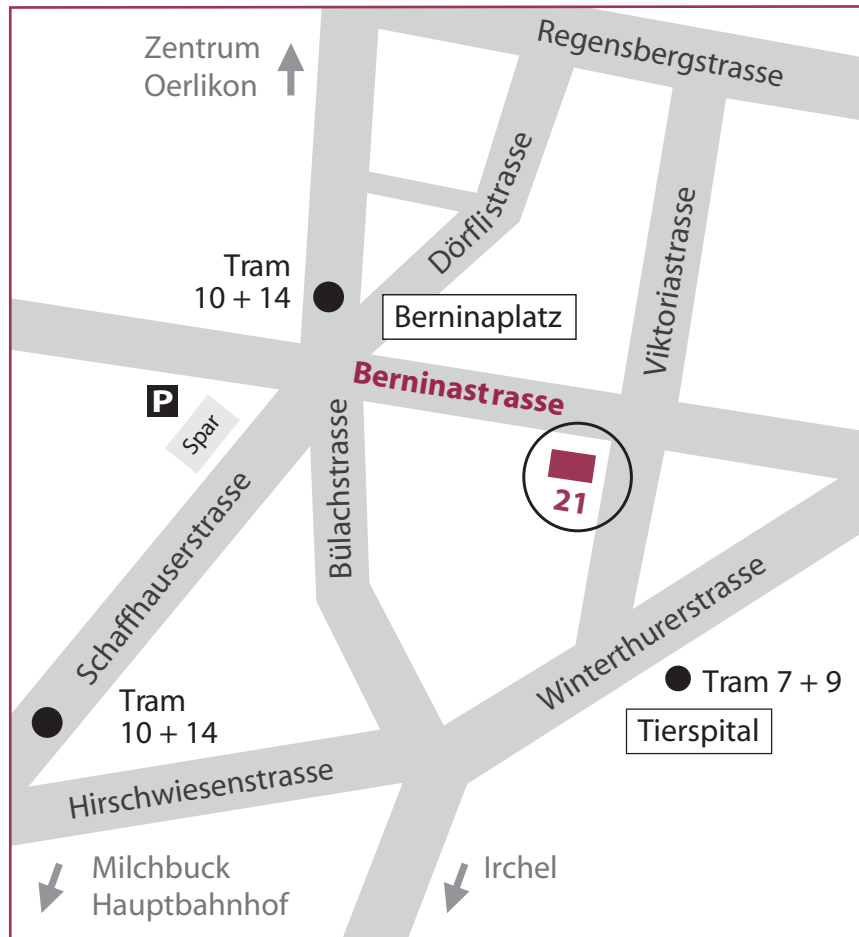 Zentrum
Oerlikon
Regensbergstrasse
Dörflistrasse
Viktoriastrasse
Tram
10 + 14
Berninaplatz
Berninastrasse
P
Spar
21
Bülachstrasse
Schaffhauserstrasse
Winterthurerstrasse
Tram 7 + 9
Tierspital
Tram
10 + 14
Hirschwiesenstrasse
Milchbuck
Hauptbahnhof
Irchel